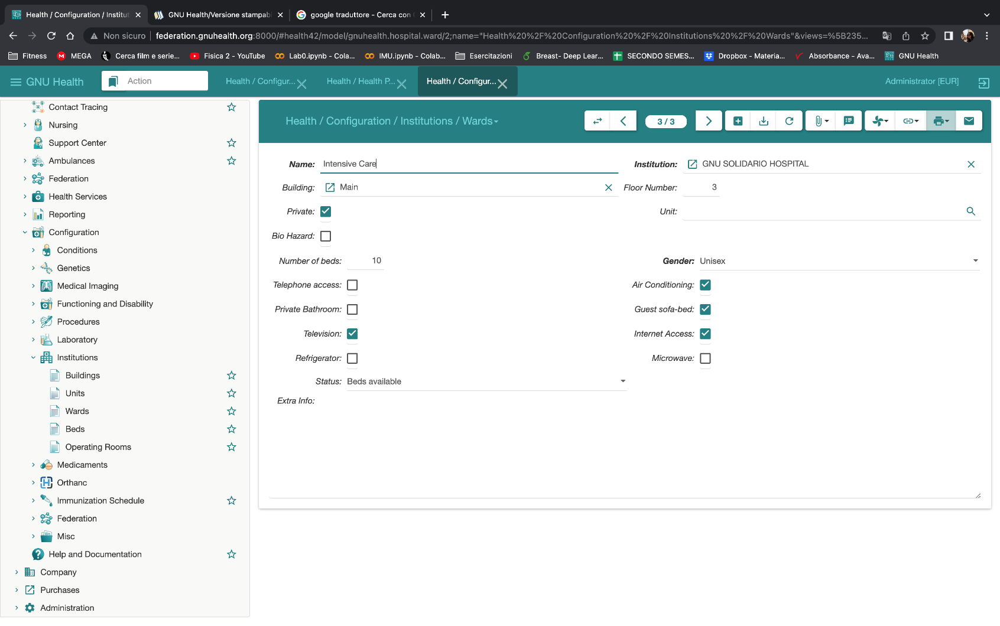 Health / Configuration / Institut
GNU Health/Versione stampab
google traduttore - Cerca con
Non sicuro
federation.gnuhealth.org:8000/#health42/model/gnuhealth.hospital.ward/2;name="Health%20%2F%20Configuration%20%2F%20Institutions%20%2F%20Wards"&views=%5B235...
Fitness
MEGA
Cerca film e serie...
Fisica 2 - YouTube
Lab0.ipynb - Cola...
IMU.ipynb - Colab...
Esercitazioni
Breast- Deep Lear...
SECONDO SEMES...
Dropbox - Materia...
Absorbance - Ava...
GNU Health
GNU Health
Action
Health / Configur...
Health / Health P...
Health / Configur...
Administrator [EUR]
Contact Tracing
Nursing
Support Center
Ambulances
Federation
Health Services
Reporting
Configuration
Conditions
Genetics
Medical Imaging
Functioning and Disability
Procedures
Laboratory
Institutions
Buildings
Units
Wards
Beds
Operating Rooms
Medicaments
Orthanc
Immunization Schedule
Federation
Misc
Help and Documentation
Company
Purchases
Administration
Health / Configuration / Institutions / Wards
3 / 3
Name: Intensive Care
Institution: GNU SOLIDARIO HOSPITAL
Building: Main
Floor Number: 3
Private:
Unit:
Bio Hazard:
Number of beds: 10
Gender: Unisex
Telephone access:
Air Conditioning:
Private Bathroom:
Guest sofa-bed:
Television:
Internet Access:
Refrigerator:
Microwave:
Status: Beds available
Extra Info: